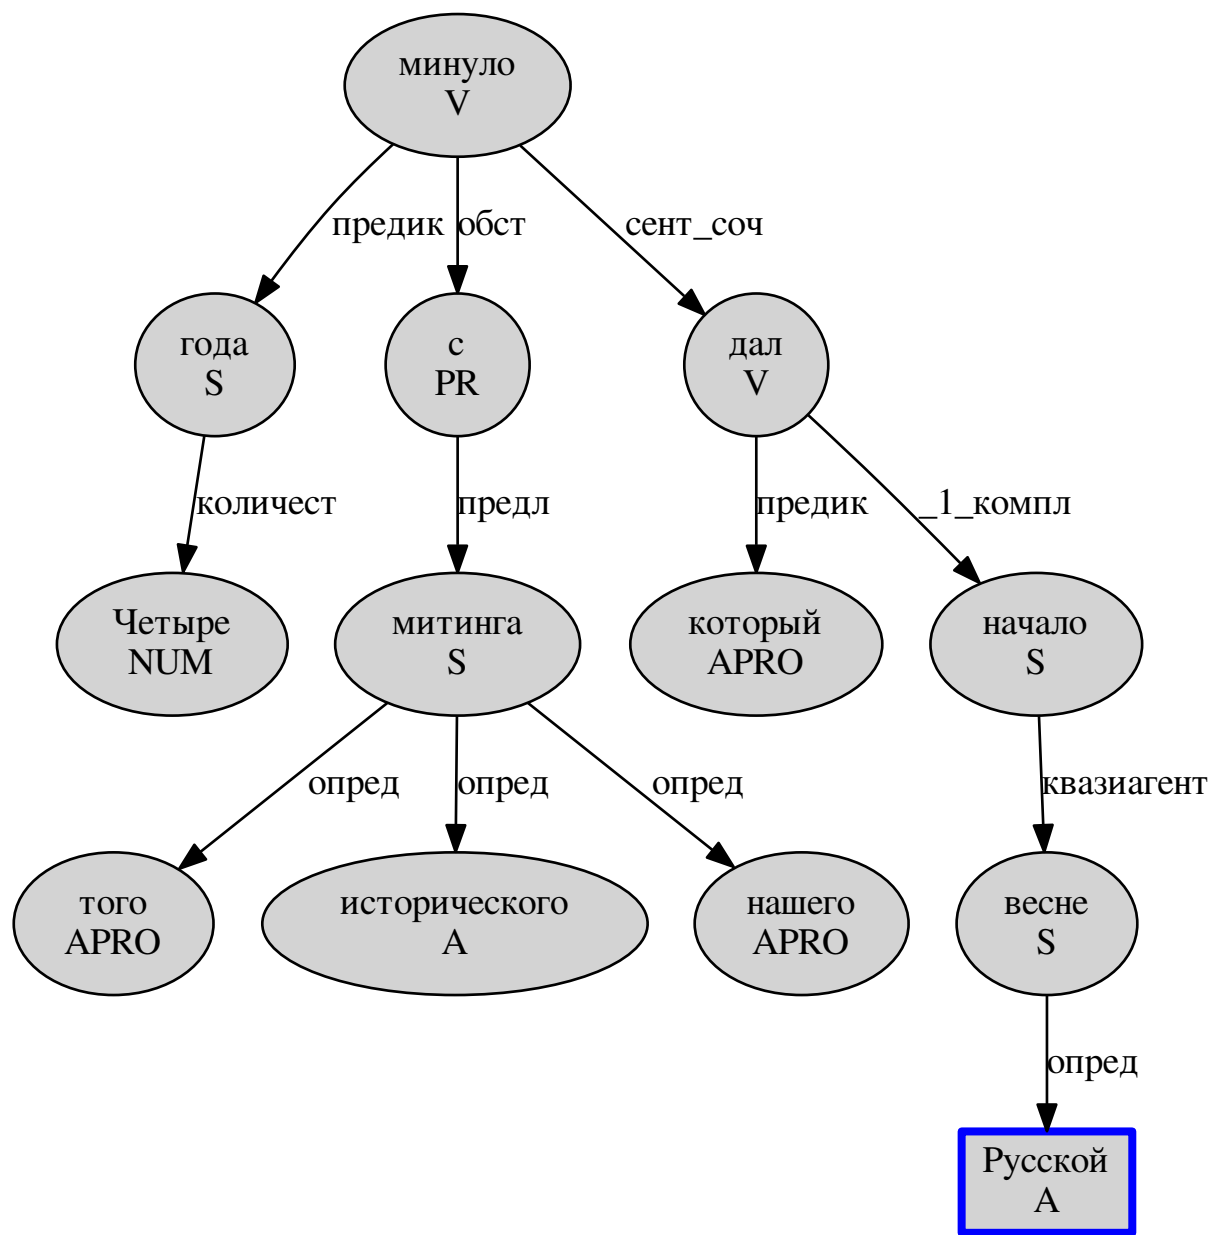 минуло
V
предик
обст
сент_соч
года
S
с
PR
дал
V
количест
предл
предик
_1_компл
Четыре
NUM
митинга
S
который
APRO
начало
S
опред
опред
опред
квазиагент
того
APRO
исторического
A
нашего
APRO
весне
S
опред
Русской
A